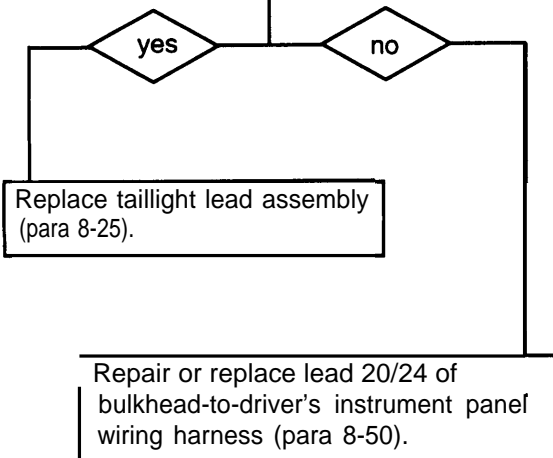 yes
no
Replace taillight lead assembly
(para 8-25).
Repair or replace lead 20/24 of
bulkhead-to-driver's instrument panel
wiring harness (para 8-50).